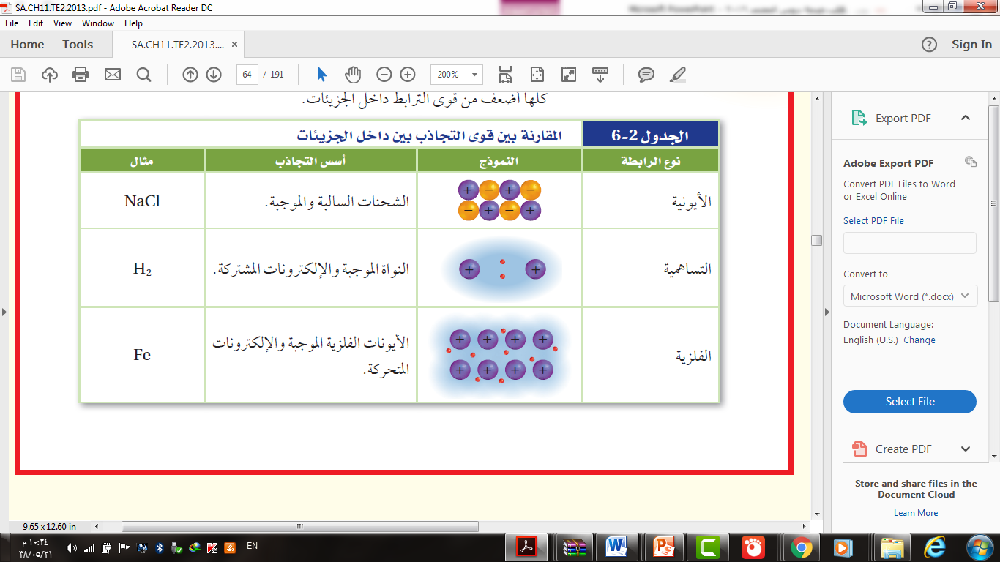 SA.CH11.TE2.2013.pdf - Adobe Acrobat Reader DC
File Edit View Window Help
Home Tools SA.CH11.TE2.2013.... × ? Sign In
64 / 191 200%
كلها أضعف من قوى الترابط داخل الجزيئات.
الجدول 2-6 المقارنة بين قوى التجاذب بين داخل الجزيئات
نوع الرابطة النموذج أسس التجاذب مثال
الأيونية الشحنات السالبة والموجبة. NaCl
+ − + −
− + − +
التساهمية النواة الموجبة والإلكترونات المشتركة. H₂
+ +
الفلزية الأيونات الفلزية الموجبة والإلكترونات المتحركة. Fe
+ + + +
+ + + +
Export PDF
Adobe Export PDF
Convert PDF Files to Word
or Excel Online
Select PDF File
Convert to
Microsoft Word (*.docx)
Document Language:
English (U.S.) Change
Select File
Create PDF
Store and share files in the
Document Cloud
Learn More
9.65 x 12.60 in
EN
١٠:٢٤ م
٣٨/٠٥/٢١